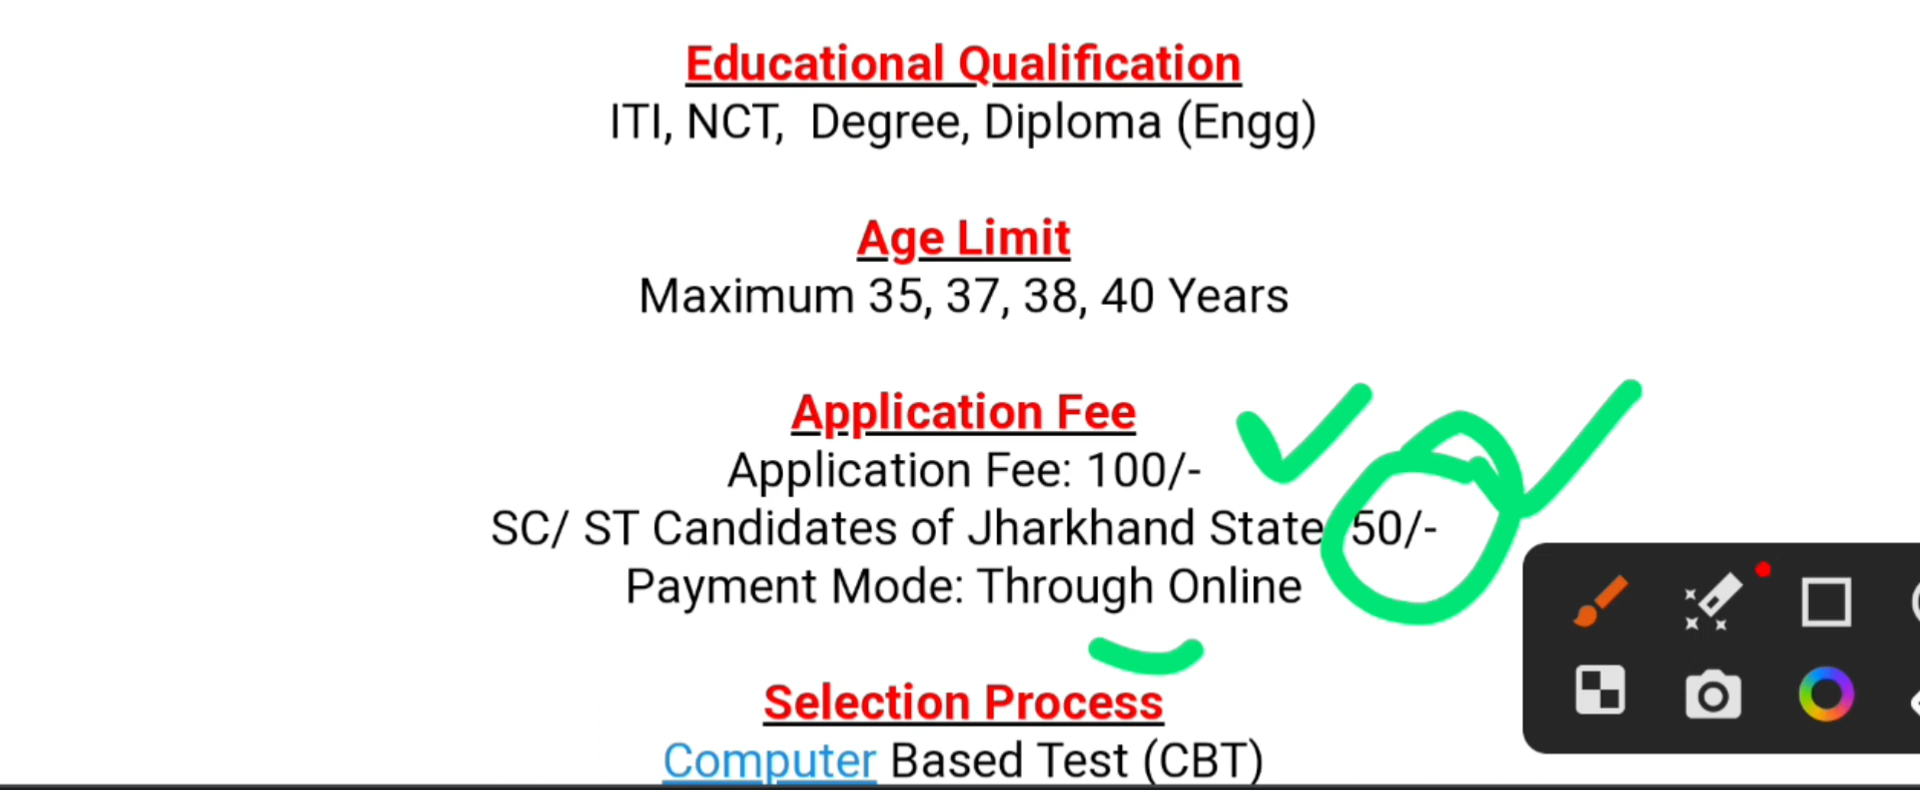 Educational Qualification
ITI, NCT, Degree, Diploma (Engg)
Age Limit
Maximum 35, 37, 38, 40 Years
Application Fee
Application Fee: 100/-
SC/ ST Candidates of Jharkhand State 50/-
Payment Mode: Through Online
Selection Process
Computer Based Test (CBT)